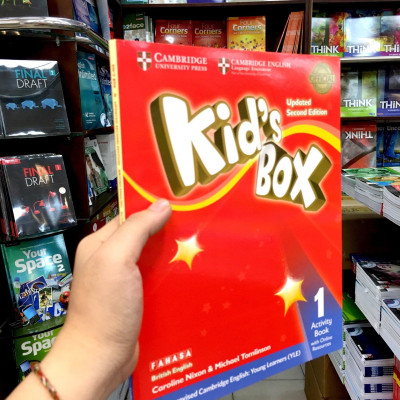 CAMBRIDGE
UNIVERSITY PRESS
CAMBRIDGE ENGLISH
Language Assessment
Updated
Second Edition
Kid's
BOX
1
Activity
Book
with Online
Resources
FAHASA
British English
Caroline Nixon & Michael Tomlinson
Cambridge English: Young Learners (YLE)
FINAL
DRAFT
FINAL
DRAFT
Your
Space 2
Your
Space
Corners
Corners
THiNK
THiNK
THiNK